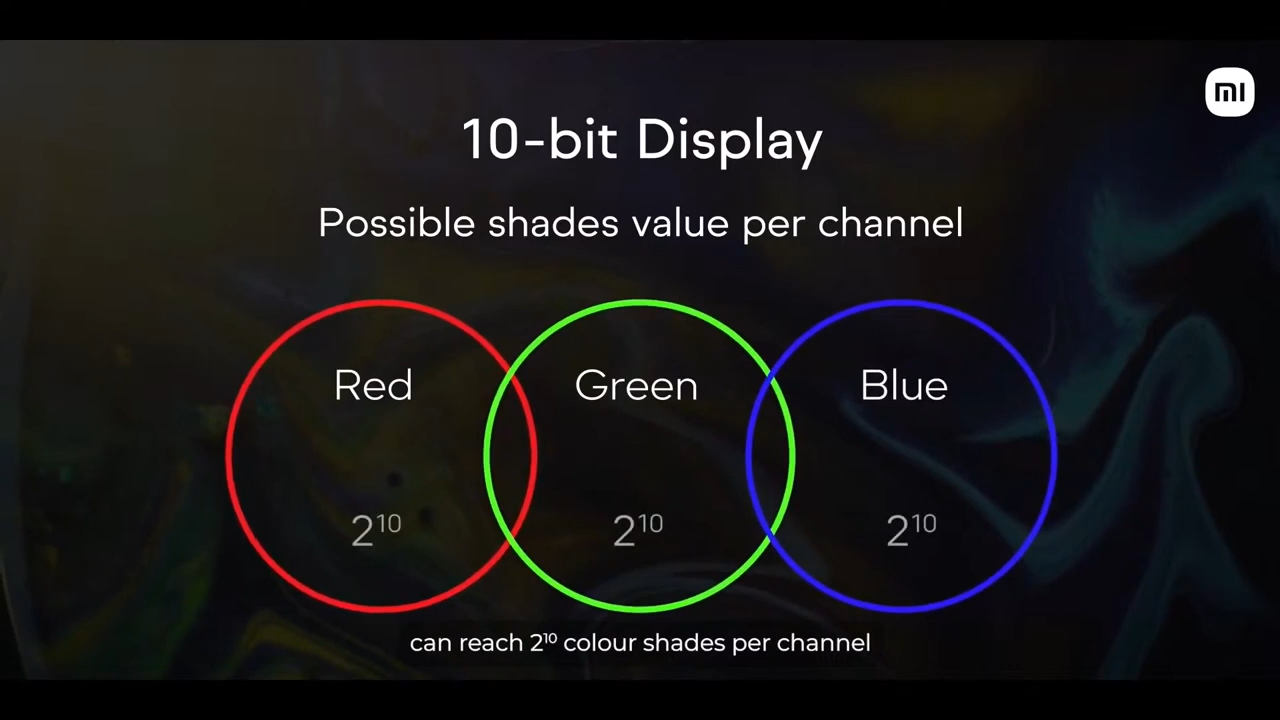 mi
10-bit Display
Possible shades value per channel
Red Green Blue
2¹⁰ 2¹⁰ 2¹⁰
can reach 2¹⁰ colour shades per channel